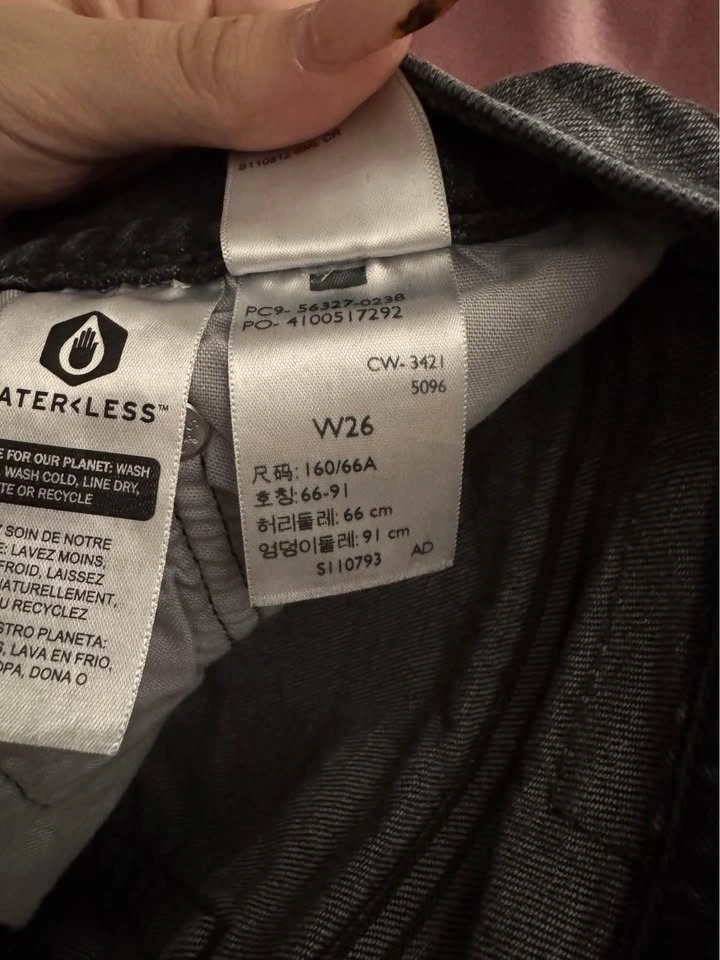 PC9- 56327-0238
PO- 4100517292
CW- 3421
5096
W26
尺码: 160/66A
호칭: 66-91
허리둘레: 66 cm
엉덩이둘레: 91 cm
S110793 AD
ATER<LESS™
E FOR OUR PLANET: WASH
WASH COLD, LINE DRY,
TE OR RECYCLE
SOIN DE NOTRE
E: LAVEZ MOINS,
FROID, LAISSEZ
NATURELLEMENT,
U RECYCLEZ
STRO PLANETA:
S, LAVA EN FRIO,
OPA, DONA O